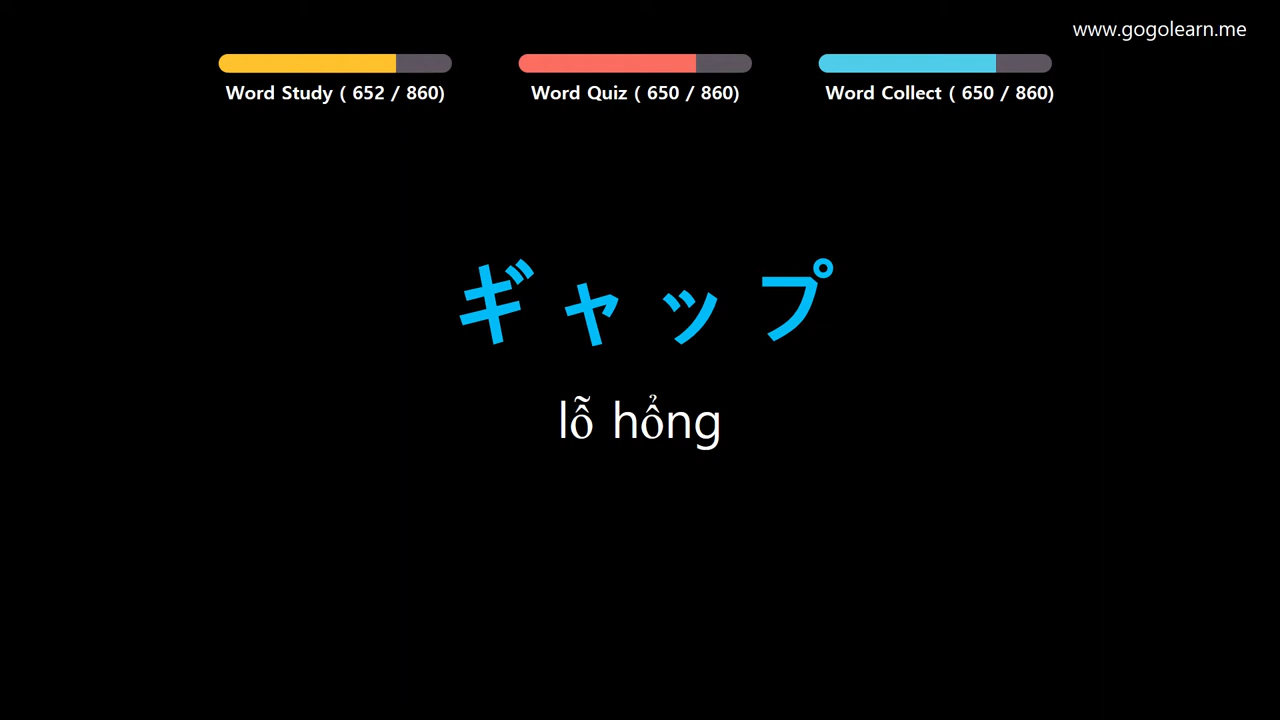 www.gogolearn.me
Word Study ( 652 / 860)
Word Quiz ( 650 / 860)
Word Collect ( 650 / 860)
ギャップ
lỗ hổng